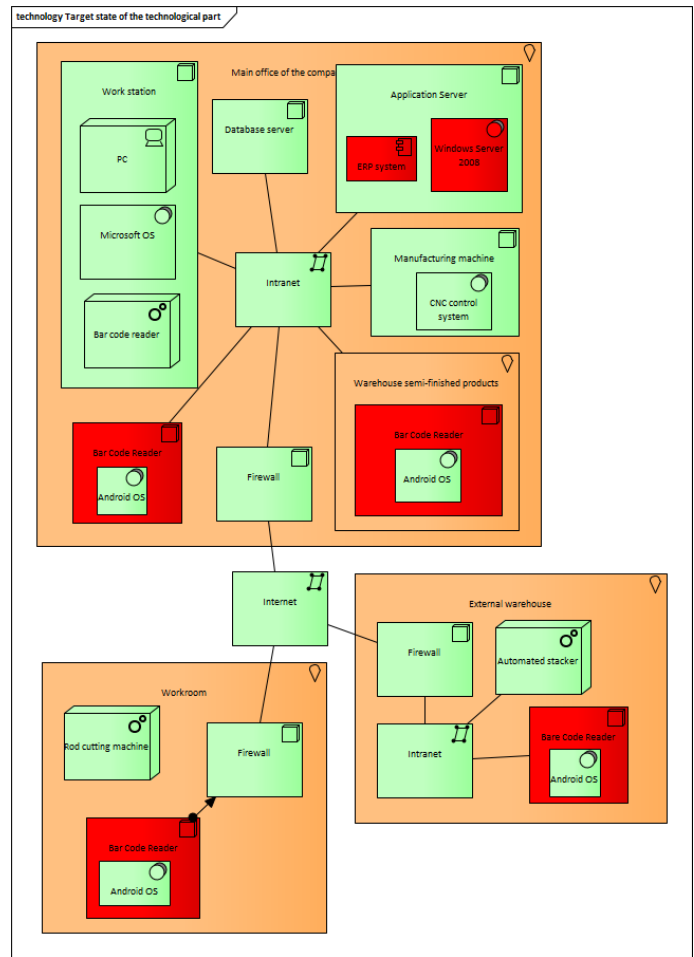 technology Target state of the technological part
Main office of the compa
Work station
PC
Microsoft OS
Bar code reader
Database server
Application Server
ERP system
Windows Server
2008
Intranet
Manufacturing machine
CNC control
system
Warehouse semi-finished products
Bar Code Reader
Android OS
Bar Code Reader
Android OS
Firewall
Internet
External warehouse
Firewall
Automated stacker
Intranet
Bare Code Reader
Android OS
Workroom
Rod cutting machine
Firewall
Bar Code Reader
Android OS